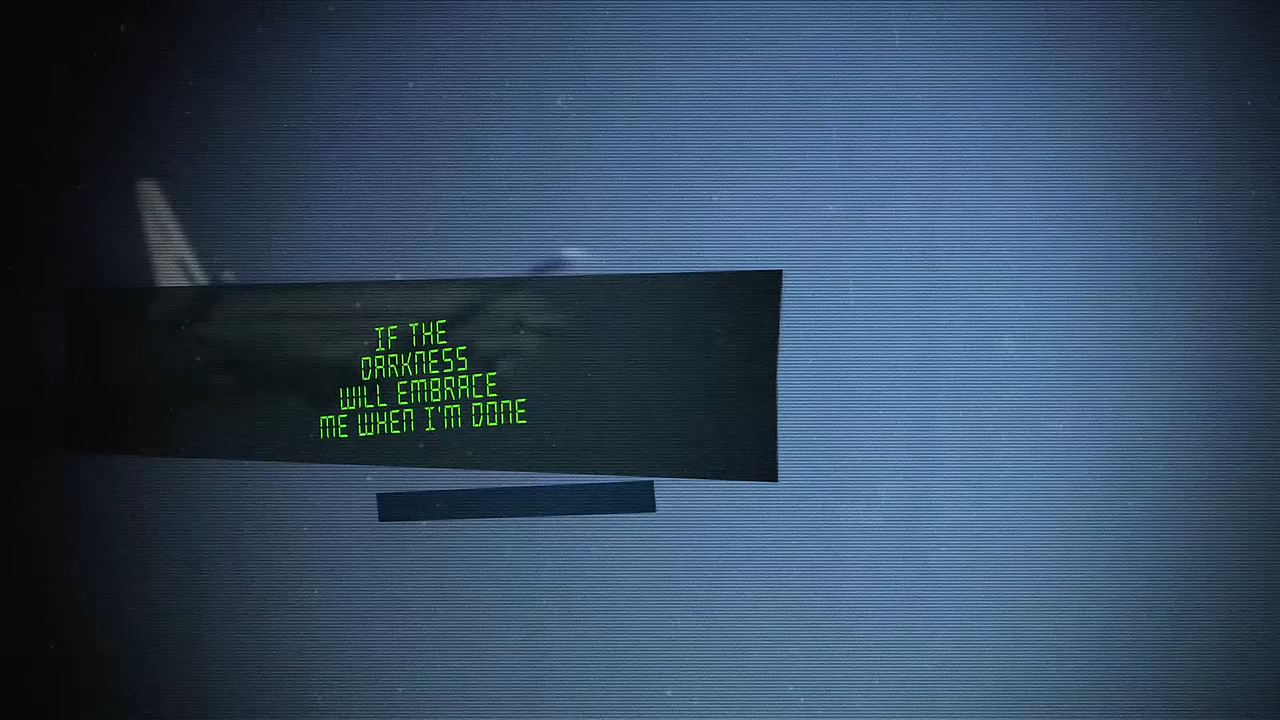 IF THE
DARKNESS
WILL EMBRACE
ME WHEN I'M DONE